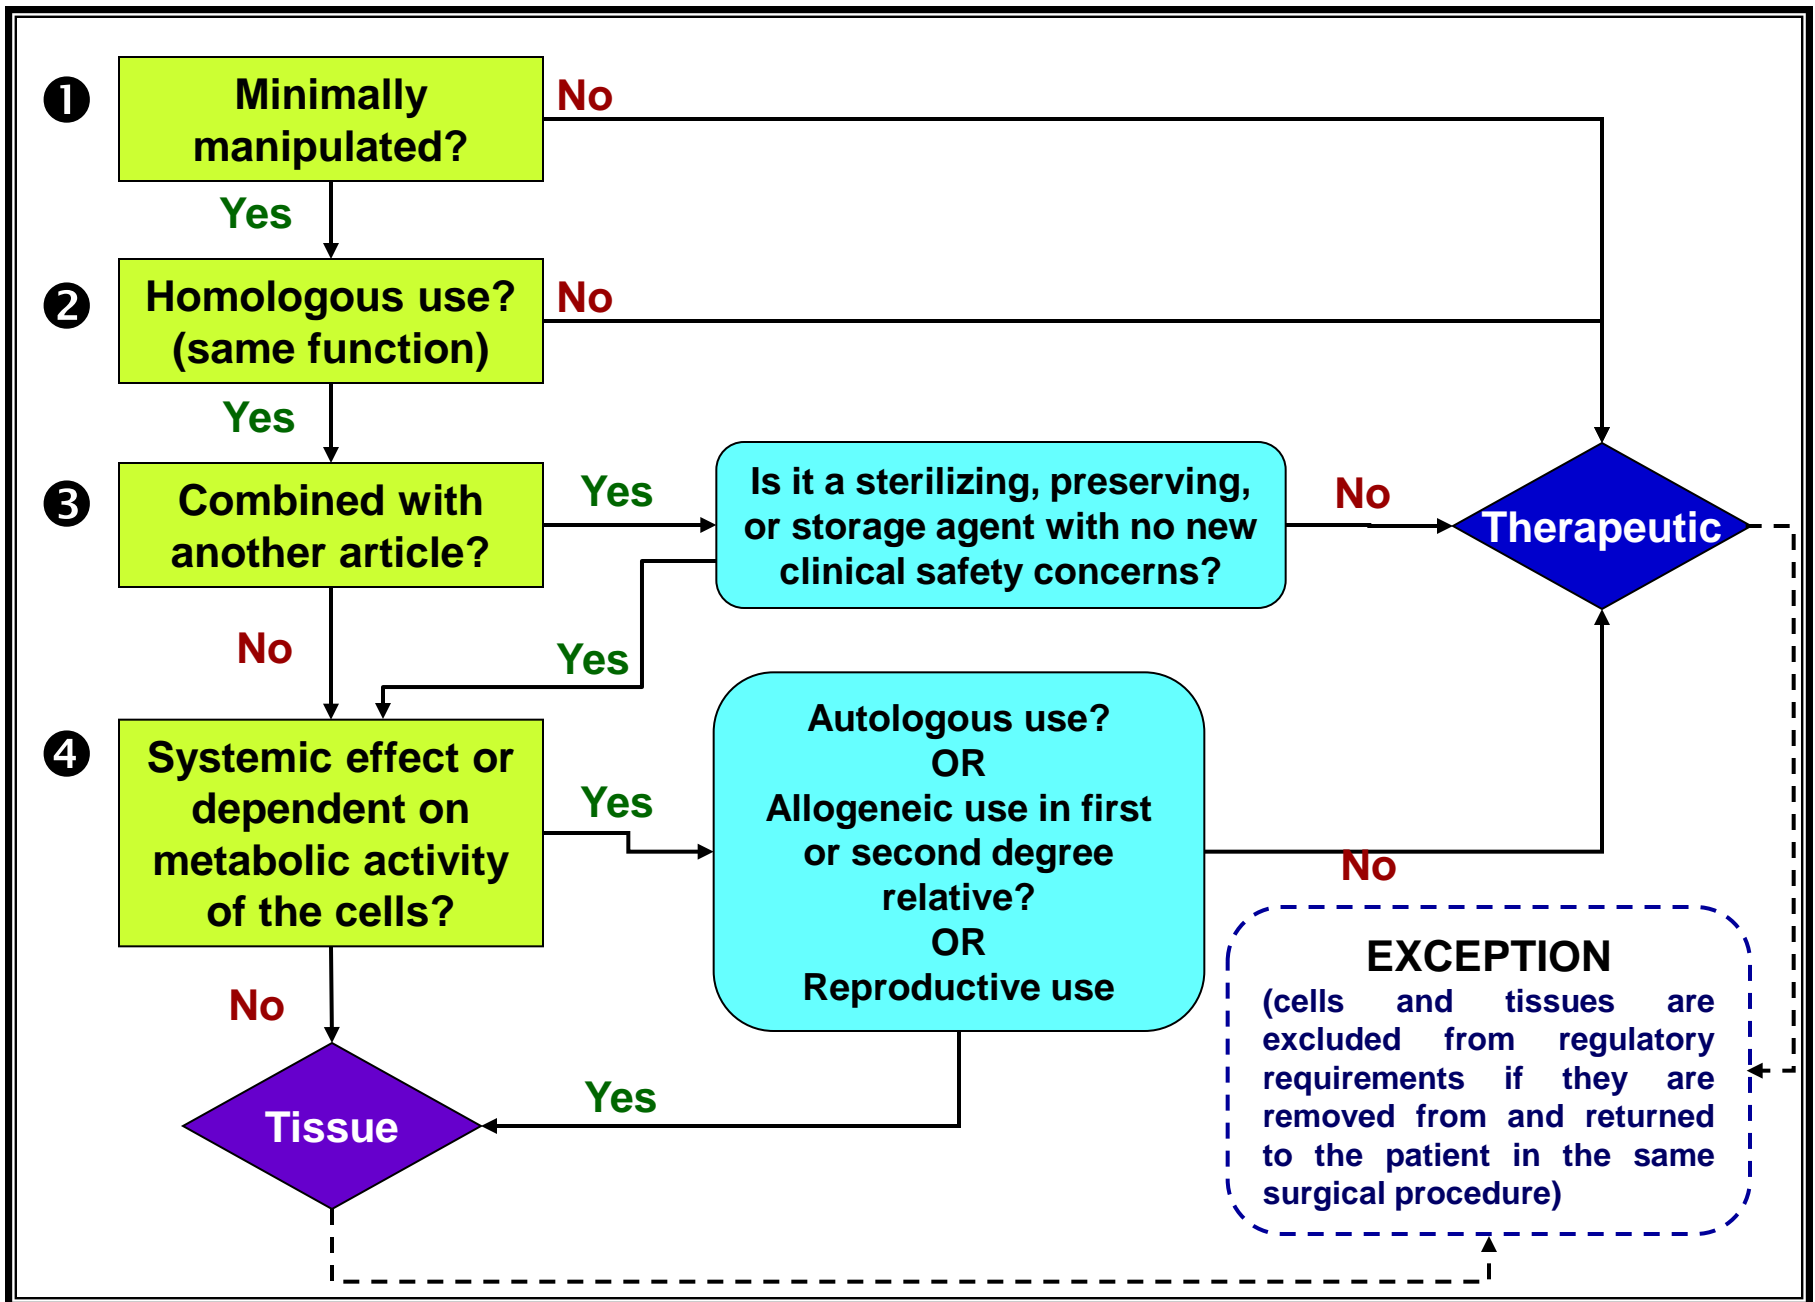 ❶
Minimally
manipulated?
No
Yes
❷
Homologous use?
(same function)
No
Yes
❸
Combined with
another article?
Yes
Is it a sterilizing, preserving,
or storage agent with no new
clinical safety concerns?
No
Therapeutic
No
Yes
❹
Systemic effect or
dependent on
metabolic activity
of the cells?
Yes
Autologous use?
OR
Allogeneic use in first
or second degree
relative?
OR
Reproductive use
No
EXCEPTION
(cells and tissues are
excluded from regulatory
requirements if they are
removed from and returned
to the patient in the same
surgical procedure)
No
Yes
Tissue